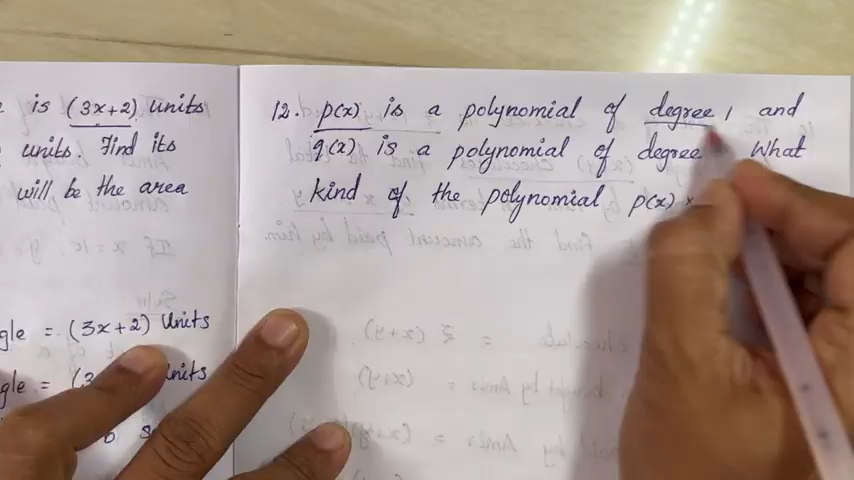 e is (3x+2) units
units Find its
will be the area
gle = (3x+2) Units
gle = (3 Units
12. p(x) is a polynomial of degree 1 and
q(x) is a polynomial of degree What
kind of the polynomial p(x) ×